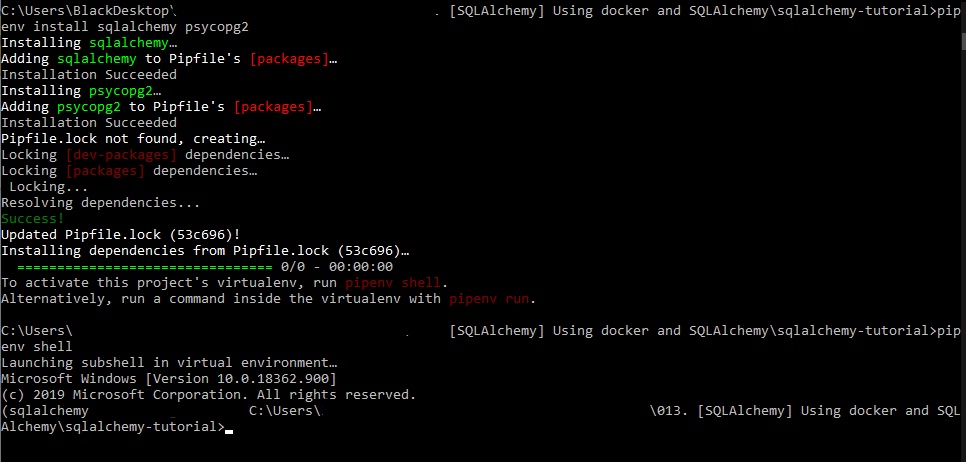 C:\Users\BlackDesktop\ . [SQLAlchemy] Using docker and SQLAlchemy\sqlalchemy-tutorial>pip
env install sqlalchemy psycopg2
Installing sqlalchemy…
Adding sqlalchemy to Pipfile's [packages]…
Installation Succeeded
Installing psycopg2…
Adding psycopg2 to Pipfile's [packages]…
Installation Succeeded
Pipfile.lock not found, creating…
Locking [dev-packages] dependencies…
Locking [packages] dependencies…
Locking...
Resolving dependencies...
Success!
Updated Pipfile.lock (53c696)!
Installing dependencies from Pipfile.lock (53c696)…
================================ 0/0 - 00:00:00
To activate this project's virtualenv, run pipenv shell.
Alternatively, run a command inside the virtualenv with pipenv run.
C:\Users\ . [SQLAlchemy] Using docker and SQLAlchemy\sqlalchemy-tutorial>pip
env shell
Launching subshell in virtual environment…
Microsoft Windows [Version 10.0.18362.900]
(c) 2019 Microsoft Corporation. All rights reserved.
(sqlalchemy C:\Users\ \013. [SQLAlchemy] Using docker and SQL
Alchemy\sqlalchemy-tutorial>